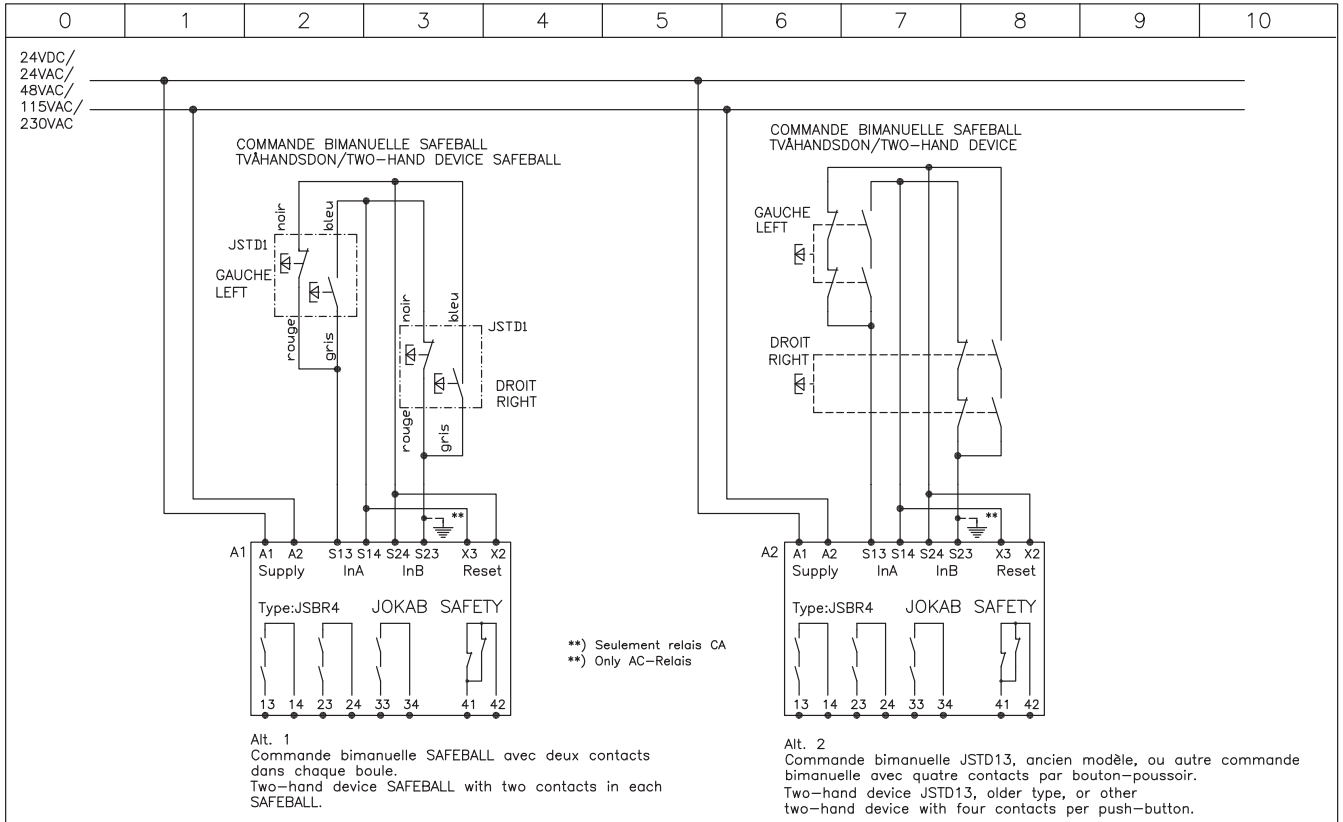 0 1 2 3 4 5 6 7 8 9 10
24VDC/
24VAC/
48VAC/
115VAC/
230VAC
COMMANDE BIMANUELLE SAFEBALL
TVÅHANDSDON/TWO-HAND DEVICE SAFEBALL
noir
bleu
JSTD1
GAUCHE
LEFT
rouge
gris
noir
bleu
JSTD1
DROIT
RIGHT
rouge
gris
**
A1 A1 A2 S13 S14 S24 S23 X3 X2
Supply InA InB Reset
Type:JSBR4 JOKAB SAFETY
13 14 23 24 33 34 41 42
Alt. 1
Commande bimanuelle SAFEBALL avec deux contacts
dans chaque boule.
Two-hand device SAFEBALL with two contacts in each
SAFEBALL.
**) Seulement relais CA
**) Only AC-Relais
COMMANDE BIMANUELLE SAFEBALL
TVÅHANDSDON/TWO-HAND DEVICE
GAUCHE
LEFT
DROIT
RIGHT
**
A2 A1 A2 S13 S14 S24 S23 X3 X2
Supply InA InB Reset
Type:JSBR4 JOKAB SAFETY
13 14 23 24 33 34 41 42
Alt. 2
Commande bimanuelle JSTD13, ancien modèle, ou autre commande
bimanuelle avec quatre contacts par bouton-poussoir.
Two-hand device JSTD13, older type, or other
two-hand device with four contacts per push-button.